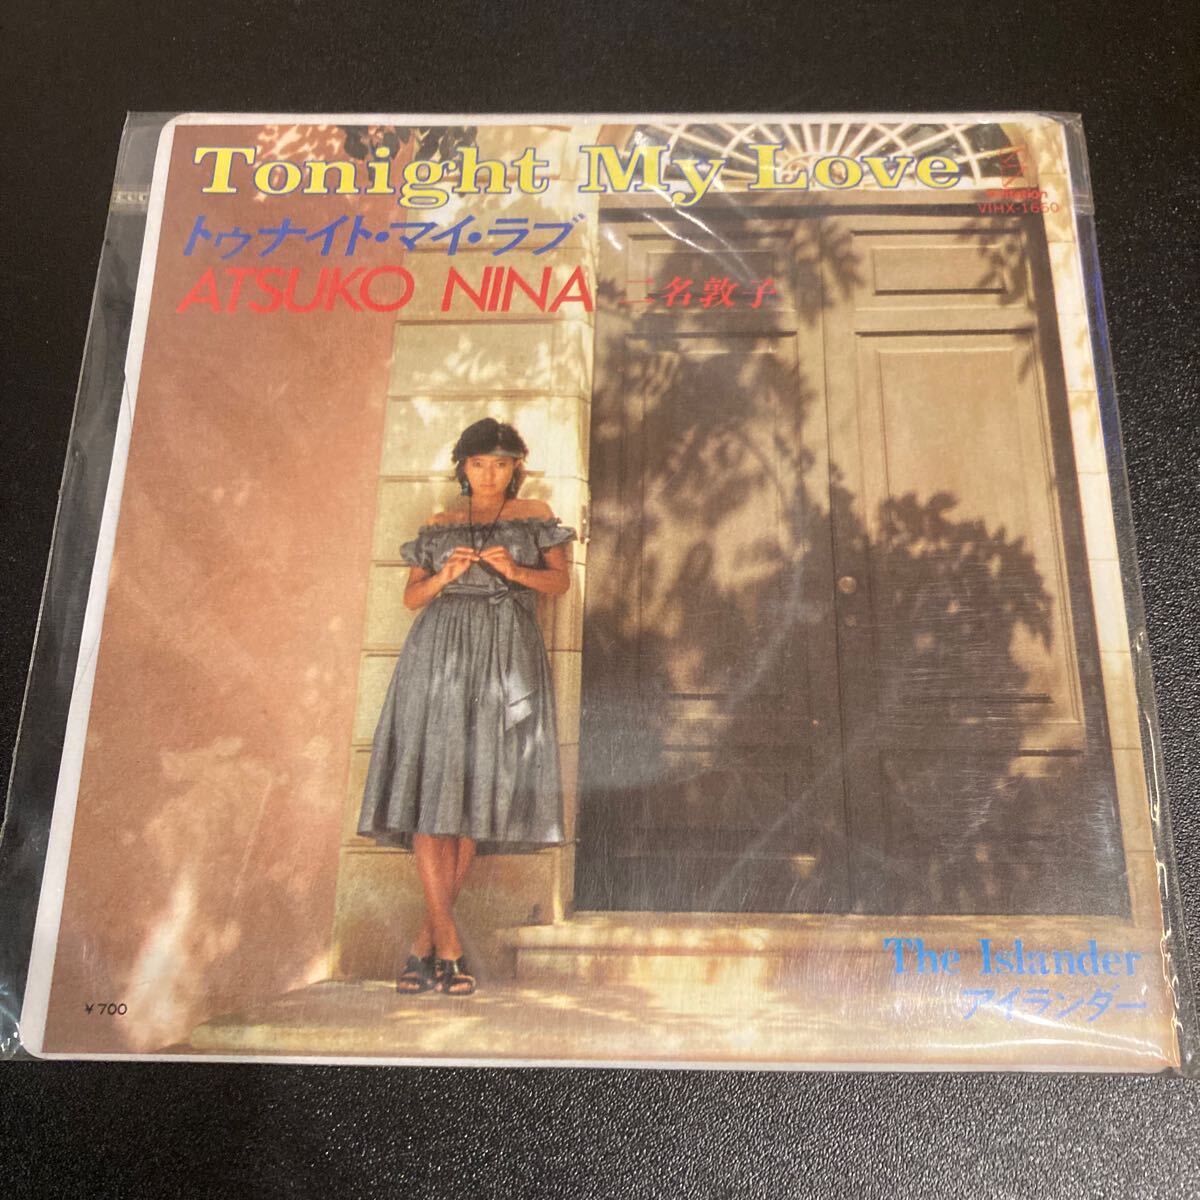 Tonight My Love
トゥナイト・マイ・ラブ
ATSUKO NINA 二名敦子
VIHX-1660
The Islander
アイランダー
¥700